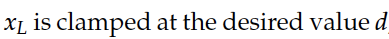 x_L is clamped at the desired value d